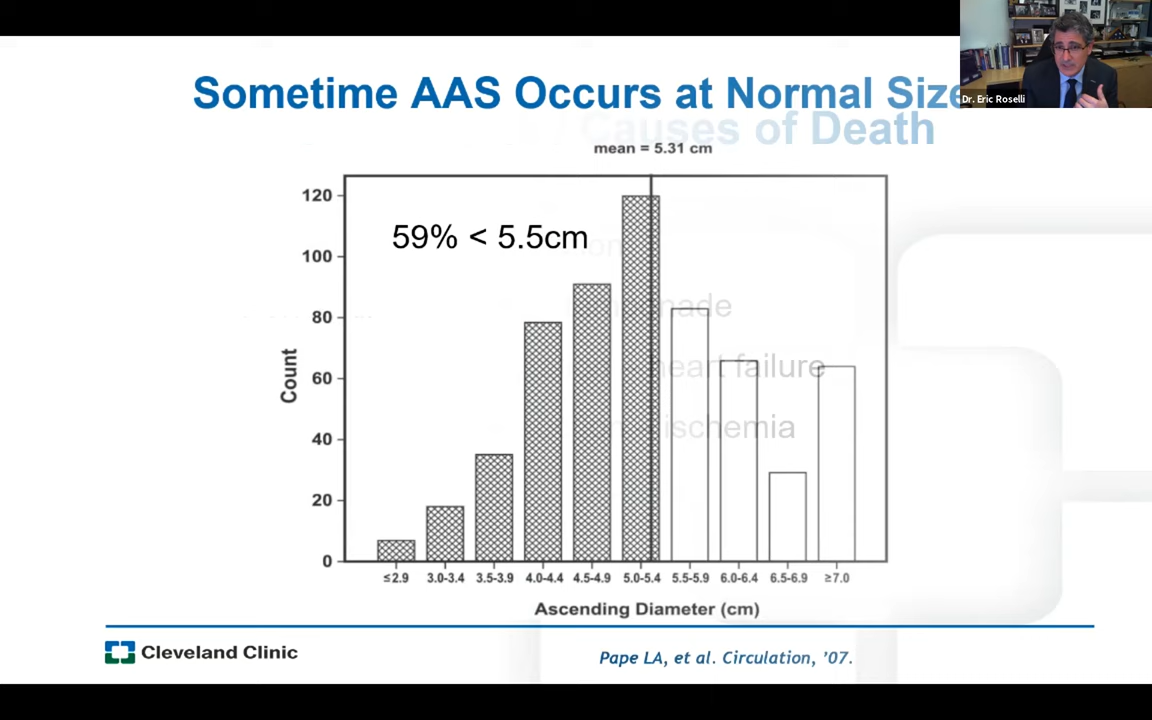 Sometime AAS Occurs at Normal Size
Dr. Eric Roselli
Causes of Death
mean = 5.31 cm
120
100
80
60
40
20
0
Count
59% < 5.5cm
heart failure
ischemia
≤2.9 3.0-3.4 3.5-3.9 4.0-4.4 4.5-4.9 5.0-5.4 5.5-5.9 6.0-6.4 6.5-6.9 ≥7.0
Ascending Diameter (cm)
Cleveland Clinic
Pape LA, et al. Circulation, ’07.